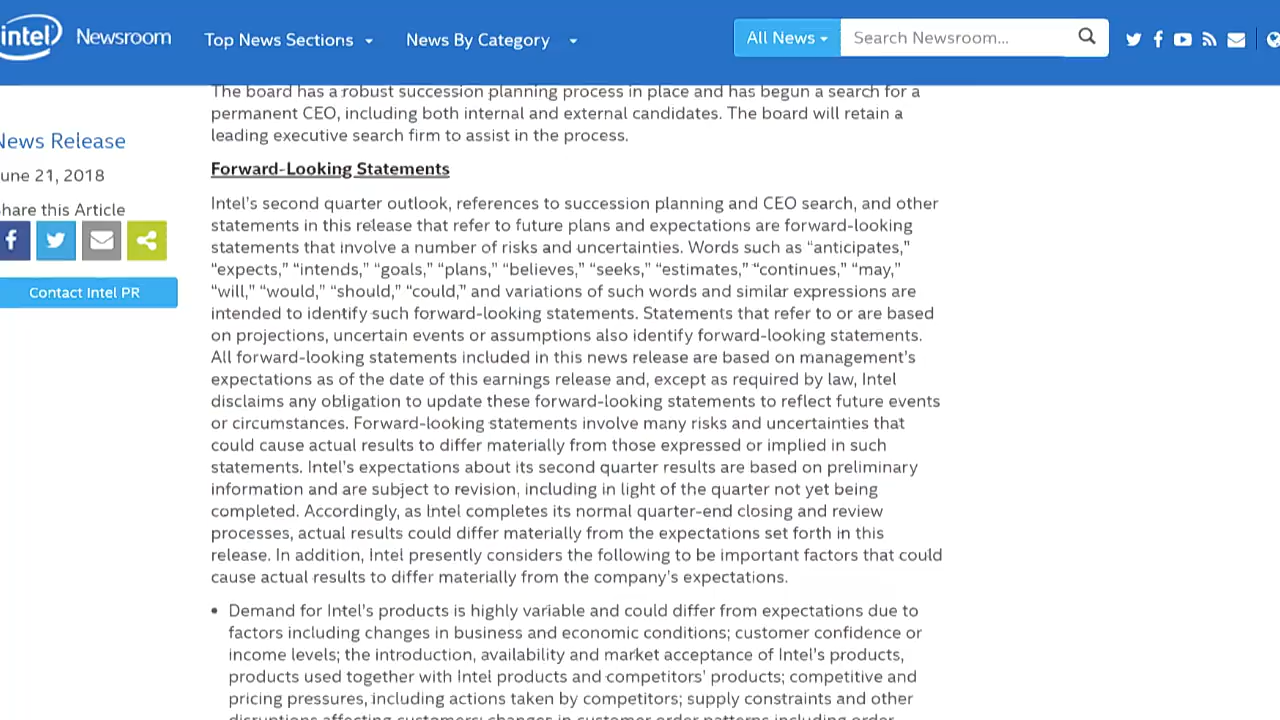 intel Newsroom Top News Sections News By Category All News Search Newsroom...
The board has a robust succession planning process in place and has begun a search for a
permanent CEO, including both internal and external candidates. The board will retain a
leading executive search firm to assist in the process.
News Release
une 21, 2018
hare this Article
Contact Intel PR
Forward-Looking Statements
Intel's second quarter outlook, references to succession planning and CEO search, and other
statements in this release that refer to future plans and expectations are forward-looking
statements that involve a number of risks and uncertainties. Words such as “anticipates,”
“expects,” “intends,” “goals,” “plans,” “believes,” “seeks,” “estimates,” “continues,” “may,”
“will,” “would,” “should,” “could,” and variations of such words and similar expressions are
intended to identify such forward-looking statements. Statements that refer to or are based
on projections, uncertain events or assumptions also identify forward-looking statements.
All forward-looking statements included in this news release are based on management's
expectations as of the date of this earnings release and, except as required by law, Intel
disclaims any obligation to update these forward-looking statements to reflect future events
or circumstances. Forward-looking statements involve many risks and uncertainties that
could cause actual results to differ materially from those expressed or implied in such
statements. Intel's expectations about its second quarter results are based on preliminary
information and are subject to revision, including in light of the quarter not yet being
completed. Accordingly, as Intel completes its normal quarter-end closing and review
processes, actual results could differ materially from the expectations set forth in this
release. In addition, Intel presently considers the following to be important factors that could
cause actual results to differ materially from the company's expectations.
• Demand for Intel's products is highly variable and could differ from expectations due to
factors including changes in business and economic conditions; customer confidence or
income levels; the introduction, availability and market acceptance of Intel's products,
products used together with Intel products and competitors' products; competitive and
pricing pressures, including actions taken by competitors; supply constraints and other
disruptions affecting customers; changes in customer order patterns including order